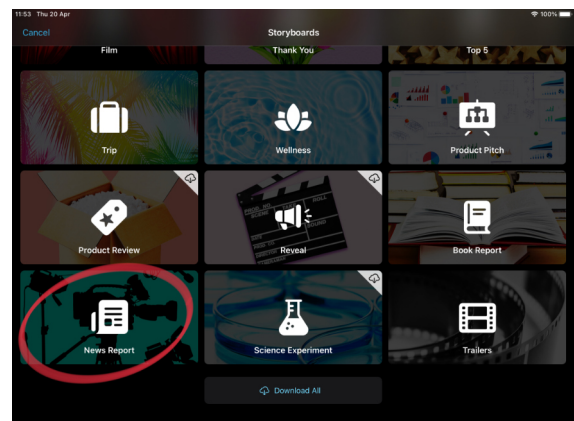 11:53 Thu 20 Apr
100%
Cancel
Storyboards
Film
Thank You
Top 5
Trip
Wellness
Product Pitch
Product Review
Reveal
Book Report
News Report
Science Experiment
Trailers
Download All